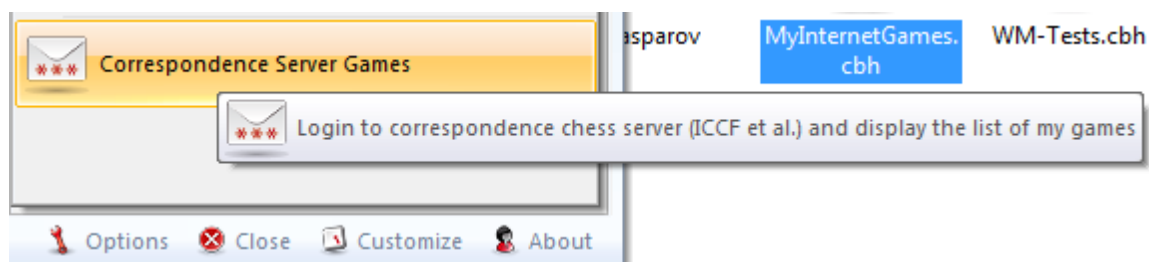 asparov
MyInternetGames.
cbh
WM-Tests.cbh
Correspondence Server Games
Login to correspondence chess server (ICCF et al.) and display the list of my games
Options Close Customize About